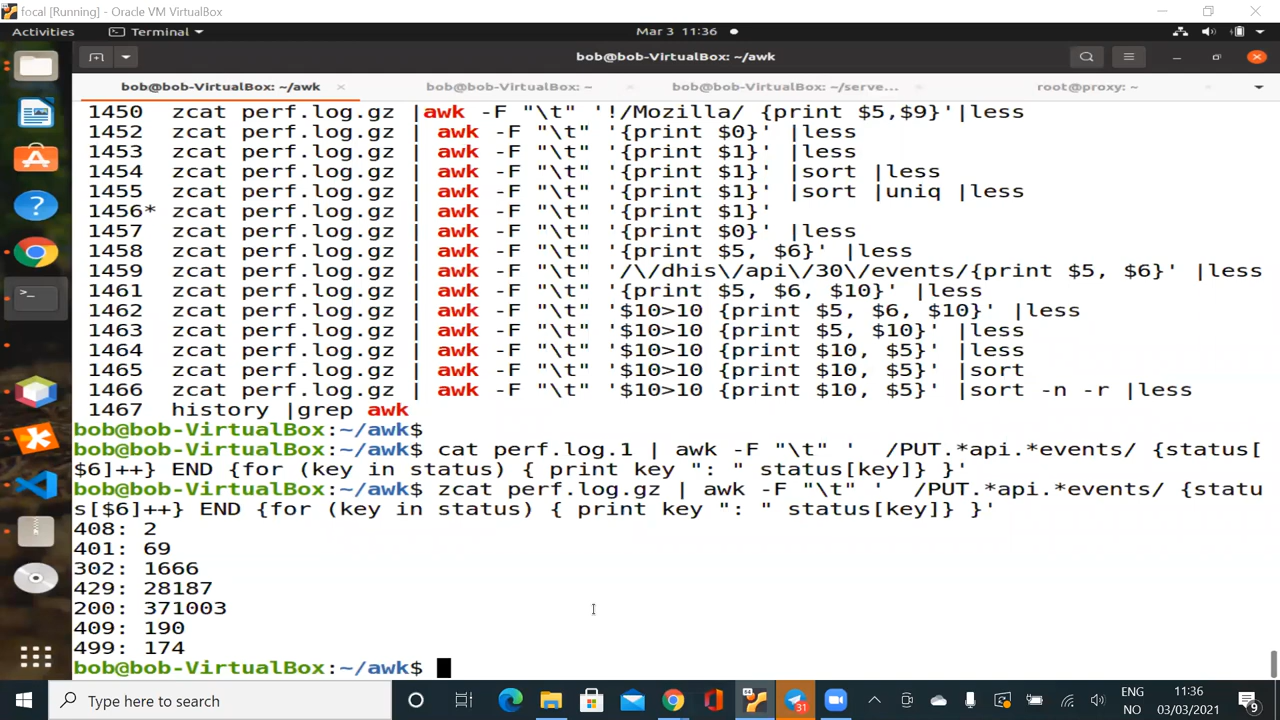 focal [Running] - Oracle VM VirtualBox
Activities Terminal Mar 3 11:36
bob@bob-VirtualBox: ~/awk
bob@bob-VirtualBox: ~/awk bob@bob-VirtualBox: ~ bob@bob-VirtualBox: ~/serve... root@proxy: ~
1450 zcat perf.log.gz |awk -F "\t" '!/Mozilla/ {print $5,$9}'|less
1452 zcat perf.log.gz | awk -F "\t" '{print $0}' |less
1453 zcat perf.log.gz | awk -F "\t" '{print $1}' |less
1454 zcat perf.log.gz | awk -F "\t" '{print $1}' |sort |less
1455 zcat perf.log.gz | awk -F "\t" '{print $1}' |sort |uniq |less
1456* zcat perf.log.gz | awk -F "\t" '{print $1}'
1457 zcat perf.log.gz | awk -F "\t" '{print $0}' |less
1458 zcat perf.log.gz | awk -F "\t" '{print $5, $6}' |less
1459 zcat perf.log.gz | awk -F "\t" '/\/dhis\/api\/30\/events/{print $5, $6}' |less
1461 zcat perf.log.gz | awk -F "\t" '{print $5, $6, $10}' |less
1462 zcat perf.log.gz | awk -F "\t" '$10>10 {print $5, $6, $10}' |less
1463 zcat perf.log.gz | awk -F "\t" '$10>10 {print $5, $10}' |less
1464 zcat perf.log.gz | awk -F "\t" '$10>10 {print $10, $5}' |less
1465 zcat perf.log.gz | awk -F "\t" '$10>10 {print $10, $5}' |sort
1466 zcat perf.log.gz | awk -F "\t" '$10>10 {print $10, $5}' |sort -n -r |less
1467 history |grep awk
bob@bob-VirtualBox:~/awk$
bob@bob-VirtualBox:~/awk$ cat perf.log.1 | awk -F "\t" '  /PUT.*api.*events/ {status[
$6]++} END {for (key in status) { print key ": " status[key]} }'
bob@bob-VirtualBox:~/awk$ zcat perf.log.gz | awk -F "\t" '  /PUT.*api.*events/ {statu
s[$6]++} END {for (key in status) { print key ": " status[key]} }'
408: 2
401: 69
302: 1666
429: 28187
200: 371003
409: 190
499: 174
bob@bob-VirtualBox:~/awk$
Type here to search
31
ENG
NO
11:36
03/03/2021
9